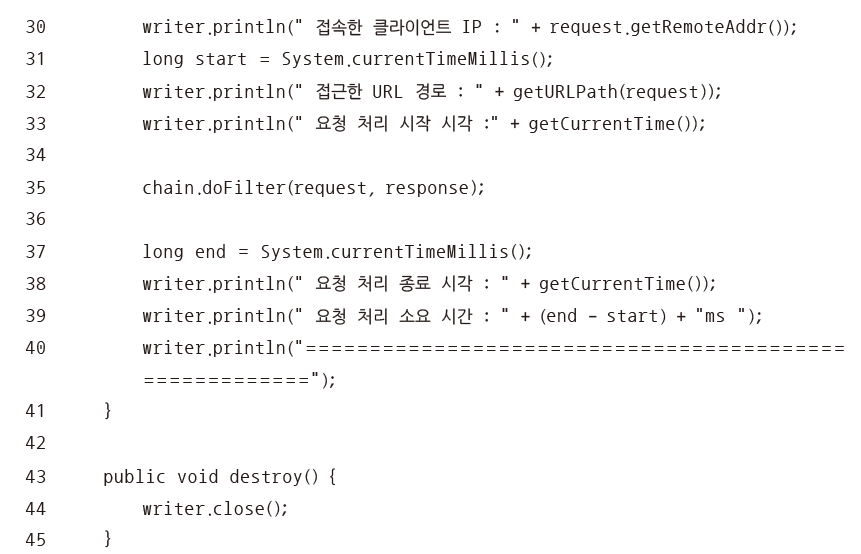 30 writer.println(" 접속한 클라이언트 IP : " + request.getRemoteAddr());
31 long start = System.currentTimeMillis();
32 writer.println(" 접근한 URL 경로 : " + getURLPath(request));
33 writer.println(" 요청 처리 시작 시각 :" + getCurrentTime());
34
35 chain.doFilter(request, response);
36
37 long end = System.currentTimeMillis();
38 writer.println(" 요청 처리 종료 시각 : " + getCurrentTime());
39 writer.println(" 요청 처리 소요 시간 : " + (end - start) + "ms ");
40 writer.println("==========================================
=============");
41 }
42
43 public void destroy() {
44 writer.close();
45 }